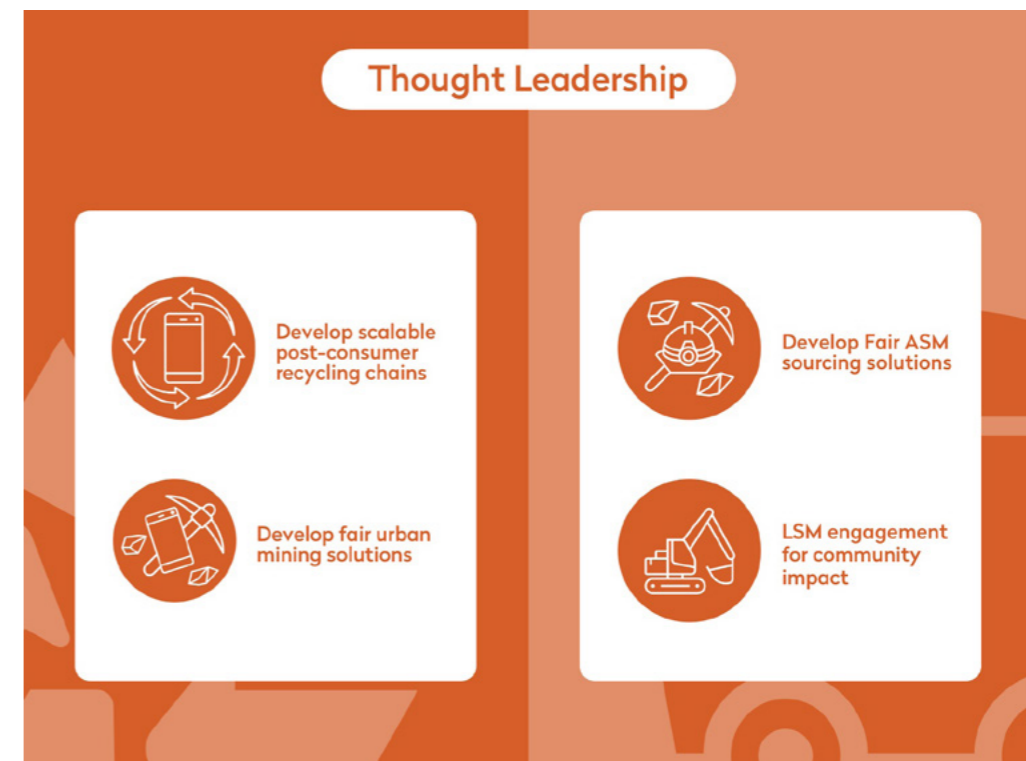 Thought Leadership
Develop scalable
post-consumer
recycling chains
Develop fair urban
mining solutions
Develop Fair ASM
sourcing solutions
LSM engagement
for community
impact